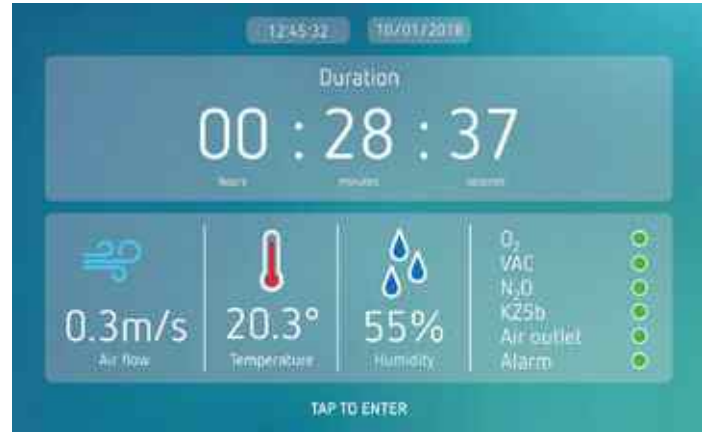 12:45:32 10/01/2018
Duration
00 : 28 : 37
hours minutes seconds
0.3m/s 20.3° 55%
Air flow Temperature Humidity
O₂
VAC
N₂O
KZSb
Air outlet
Alarm
TAP TO ENTER